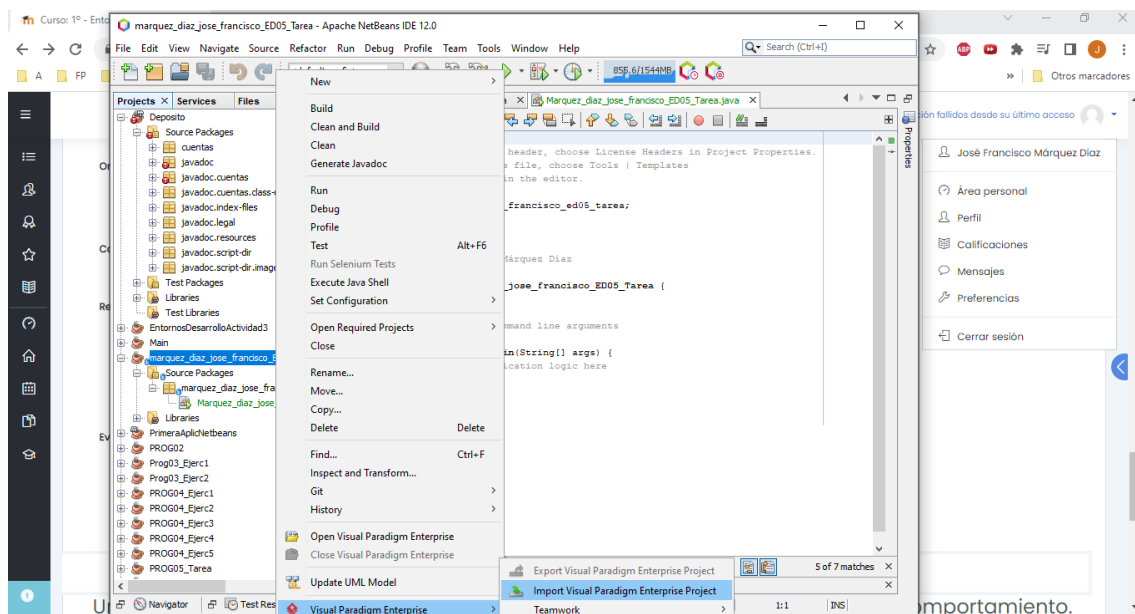 Curso: 1º - Ento
marquez_diaz_jose_francisco_ED05_Tarea - Apache NetBeans IDE 12.0
File Edit View Navigate Source Refactor Run Debug Profile Team Tools Window Help
Search (Ctrl+I)
855,6/1544MB
A
FP
ABP
J
»
Otros marcadores
Projects
Services
Files
Marquez_diaz_jose_francisco_ED05_Tarea.java
Properties
Deposito
Source Packages
cuentas
javadoc
javadoc.cuentas
javadoc.cuentas.class-
javadoc.index-files
javadoc.legal
javadoc.resources
javadoc.script-dir
javadoc.script-dir.image
Test Packages
Libraries
Test Libraries
EntornosDesarrolloActividad3
Main
marquez_diaz_jose_francisco_E
Source Packages
marquez_diaz_jose_fra
Marquez_diaz_jose_
Libraries
PrimeraAplicNetbeans
PROG02
Prog03_Ejerc1
Prog03_Ejerc2
PROG04_Ejerc1
PROG04_Ejerc2
PROG04_Ejerc3
PROG04_Ejerc4
PROG04_Ejerc5
PROG05_Tarea
Navigator
Test Res
New
Build
Clean and Build
Clean
Generate Javadoc
Run
Debug
Profile
Test Alt+F6
Run Selenium Tests
Execute Java Shell
Set Configuration
Open Required Projects
Close
Rename...
Move...
Copy...
Delete Delete
Find... Ctrl+F
Inspect and Transform...
Git
History
Open Visual Paradigm Enterprise
Close Visual Paradigm Enterprise
Update UML Model
Visual Paradigm Enterprise
Export Visual Paradigm Enterprise Project
Import Visual Paradigm Enterprise Project
Teamwork
header, choose License Headers in Project Properties.
file, choose Tools | Templates
in the editor.
_francisco_ed05_tarea;
Márquez Díaz
_jose_francisco_ED05_Tarea {
mmand line arguments
in(String[] args) {
ication logic here
5 of 7 matches
1:1
INS
ión fallidos desde su último acceso
José Francisco Márquez Díaz
Área personal
Perfil
Calificaciones
Mensajes
Preferencias
Cerrar sesión
Co
Re
Ev
mportamiento.